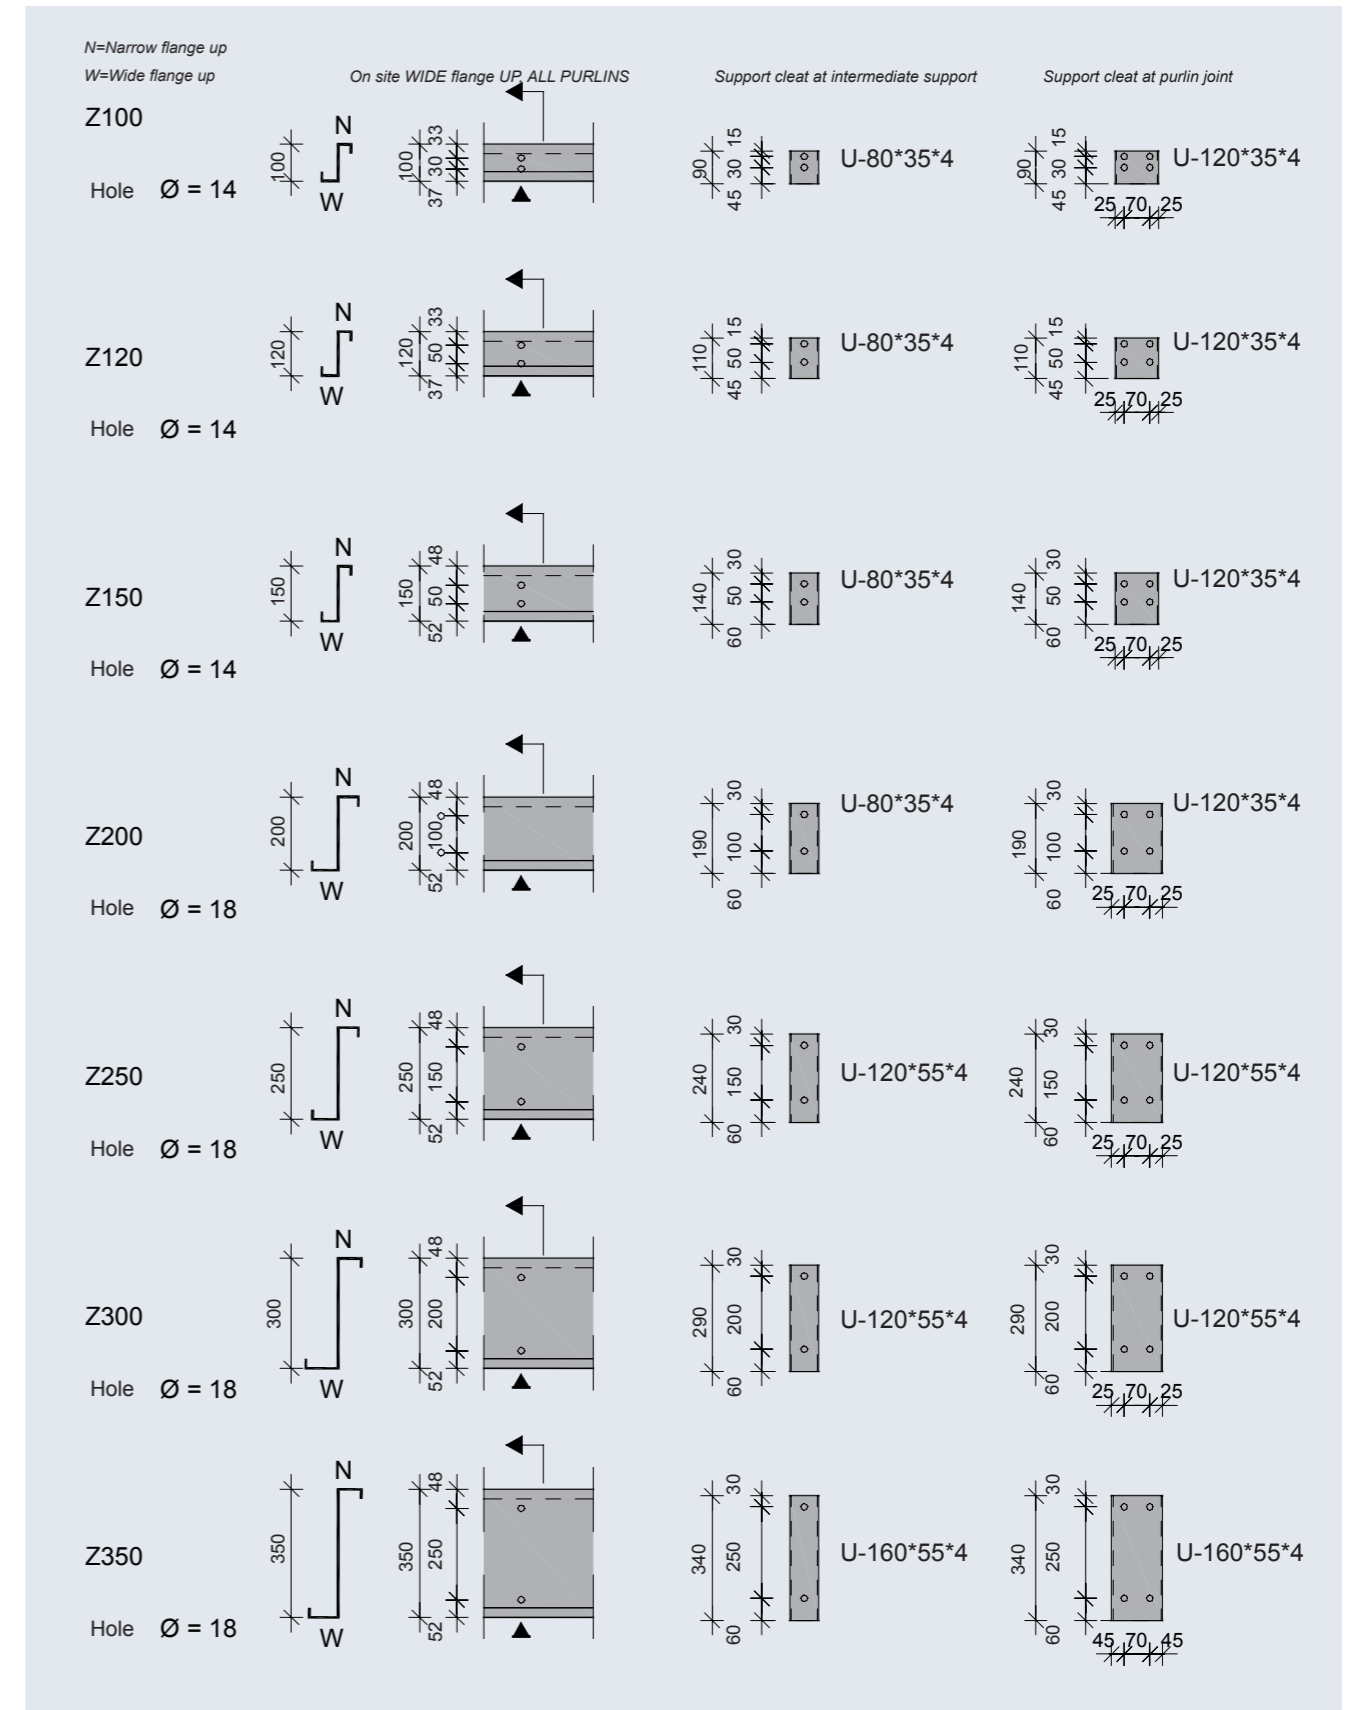 N=Narrow flange up
W=Wide flange up
On site WIDE flange UP, ALL PURLINS
Support cleat at intermediate support
Support cleat at purlin joint
Z100
Hole Ø = 14
100
N
W
100
33
30
37
90
15
30
45
U-80*35*4
90
15
30
45
U-120*35*4
25 70 25
Z120
Hole Ø = 14
120
N
W
120
33
50
37
110
15
50
45
U-80*35*4
110
15
50
45
U-120*35*4
25 70 25
Z150
Hole Ø = 14
150
N
W
150
48
50
52
140
30
50
60
U-80*35*4
140
30
50
60
U-120*35*4
25 70 25
Z200
Hole Ø = 18
200
N
W
200
48
100
52
190
30
100
60
U-80*35*4
190
30
100
60
U-120*35*4
25 70 25
Z250
Hole Ø = 18
250
N
W
250
48
150
52
240
30
150
60
U-120*55*4
240
30
150
60
U-120*55*4
25 70 25
Z300
Hole Ø = 18
300
N
W
300
48
200
52
290
30
200
60
U-120*55*4
290
30
200
60
U-120*55*4
25 70 25
Z350
Hole Ø = 18
350
N
W
350
48
250
52
340
30
250
60
U-160*55*4
340
30
250
60
U-160*55*4
45 70 45